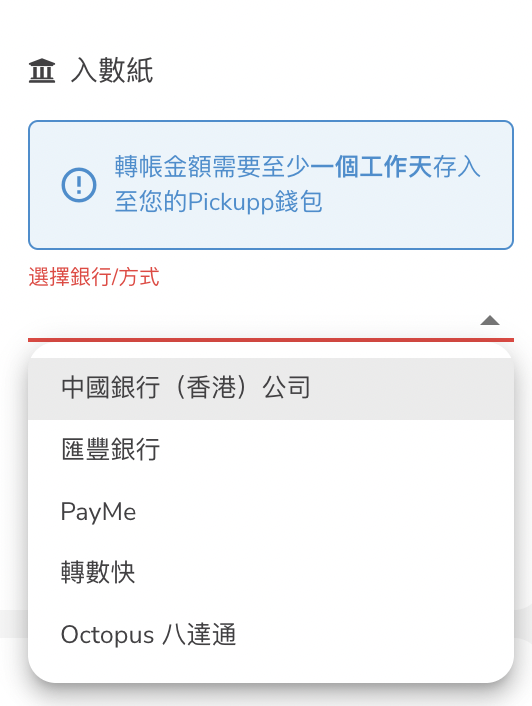 入數紙
轉帳金額需要至少一個工作天存入
至您的Pickupp錢包
選擇銀行/方式
中國銀行（香港）公司
匯豐銀行
PayMe
轉數快
Octopus 八達通